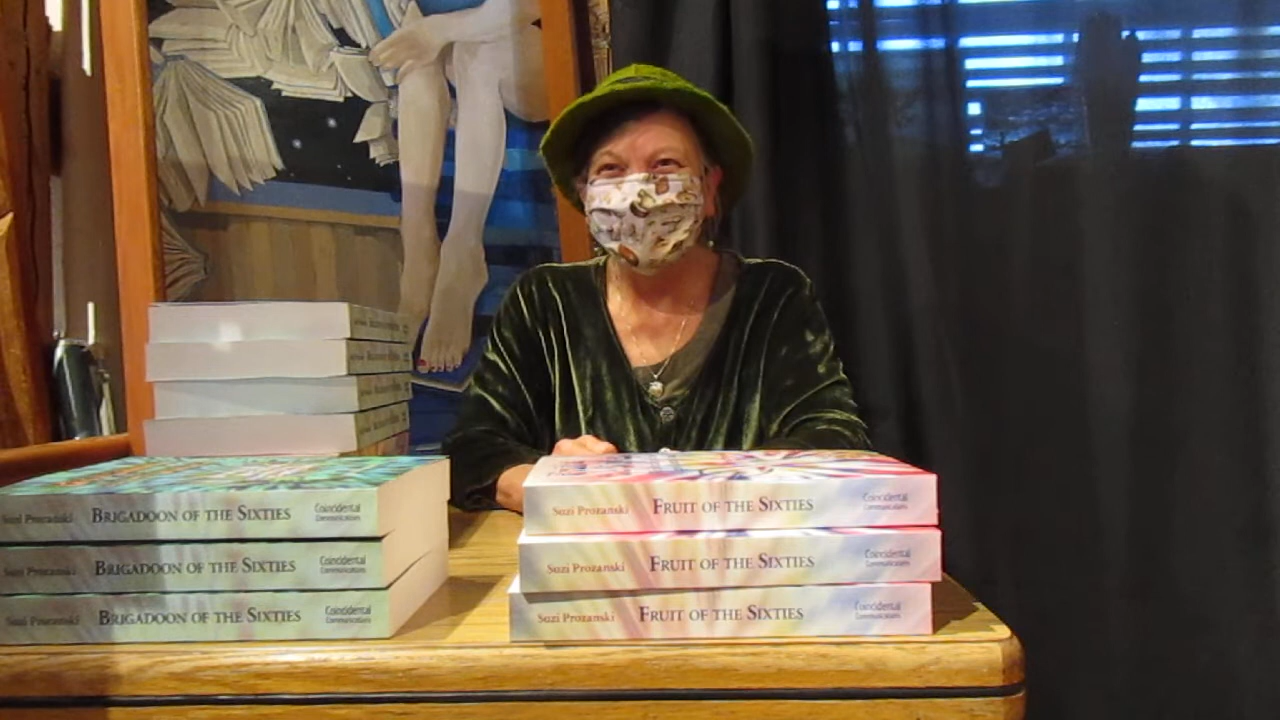 Suzi Prozanski BRIGADOON OF THE SIXTIES Coincidental Communications
Suzi Prozanski BRIGADOON OF THE SIXTIES Coincidental Communications
Suzi Prozanski BRIGADOON OF THE SIXTIES Coincidental Communications
Suzi Prozanski FRUIT OF THE SIXTIES Coincidental Communications
Suzi Prozanski FRUIT OF THE SIXTIES Coincidental Communications
Suzi Prozanski FRUIT OF THE SIXTIES Coincidental Communications